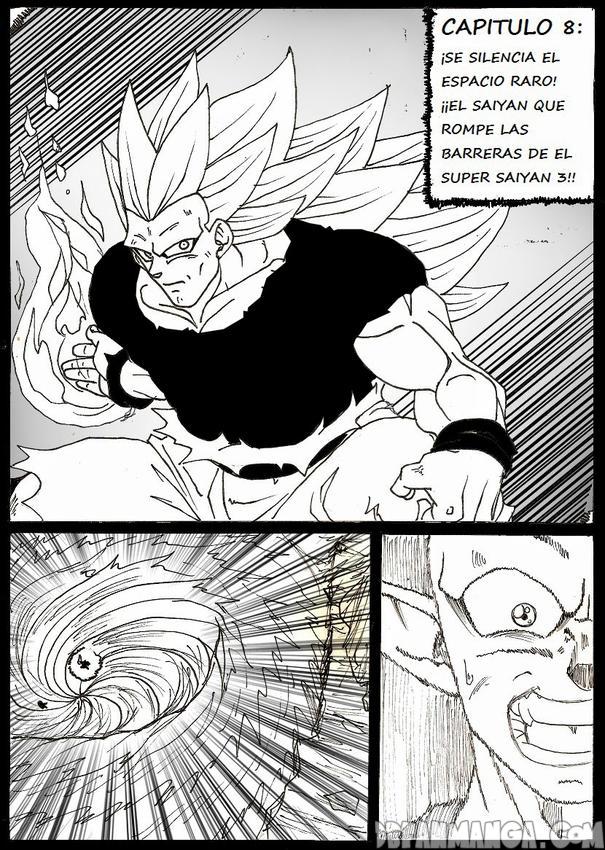 CAPITULO 8:
¡SE SILENCIA EL
ESPACIO RARO!
¡¡EL SAIYAN QUE
ROMPE LAS
BARRERAS DE EL
SUPER SAIYAN 3!!
DBFANMANGA.COM